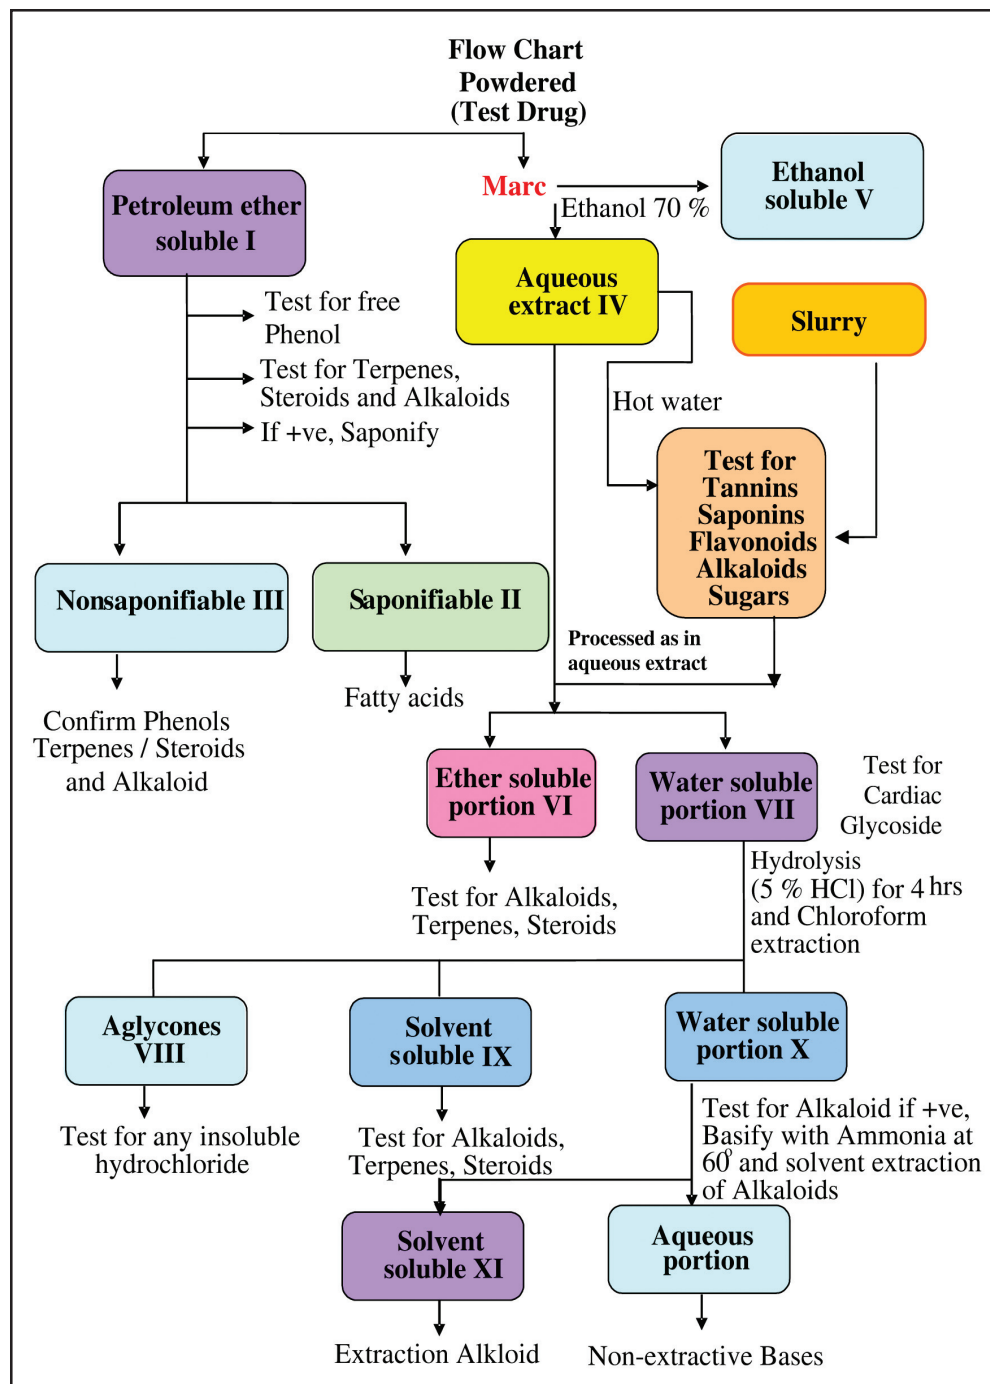 Flow Chart
Powdered
(Test Drug)
Petroleum ether
soluble I
Marc
Ethanol 70 %
Ethanol
soluble V
Aqueous
extract IV
Slurry
Test for free
Phenol
Test for Terpenes,
Steroids and Alkaloids
If +ve, Saponify
Hot water
Test for
Tannins
Saponins
Flavonoids
Alkaloids
Sugars
Nonsaponifiable III
Saponifiable II
Processed as in
aqueous extract
Fatty acids
Confirm Phenols
Terpenes / Steroids
and Alkaloid
Ether soluble
portion VI
Water soluble
portion VII
Test for
Cardiac
Glycoside
Test for Alkaloids,
Terpenes, Steroids
Hydrolysis
(5 % HCl) for 4 hrs
and Chloroform
extraction
Aglycones
VIII
Solvent
soluble IX
Water soluble
portion X
Test for any insoluble
hydrochloride
Test for Alkaloids,
Terpenes, Steroids
Test for Alkaloid if +ve,
Basify with Ammonia at
60° and solvent extraction
of Alkaloids
Solvent
soluble XI
Aqueous
portion
Extraction Alkloid
Non-extractive Bases